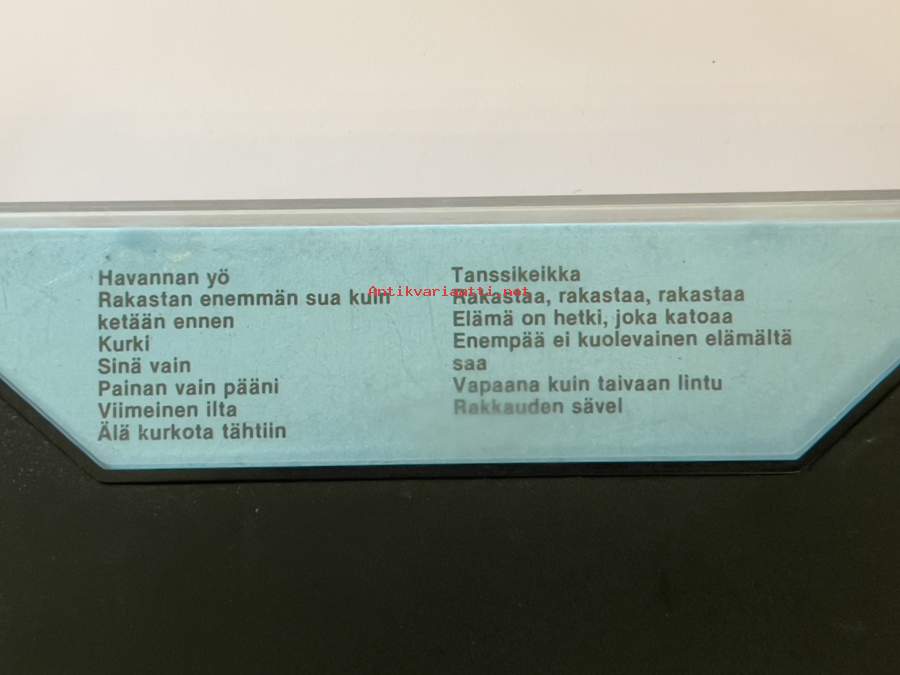 Havannan yö
Rakastan enemmän sua kuin
ketään ennen
Kurki
Sinä vain
Painan vain pääni
Viimeinen ilta
Älä kurkota tähtiin
Tanssikeikka
Rakastaa, rakastaa, rakastaa
Elämä on hetki, joka katoaa
Enempää ei kuolevainen elämältä
saa
Vapaana kuin taivaan lintu
Rakkauden sävel
Antikvariaatti.net